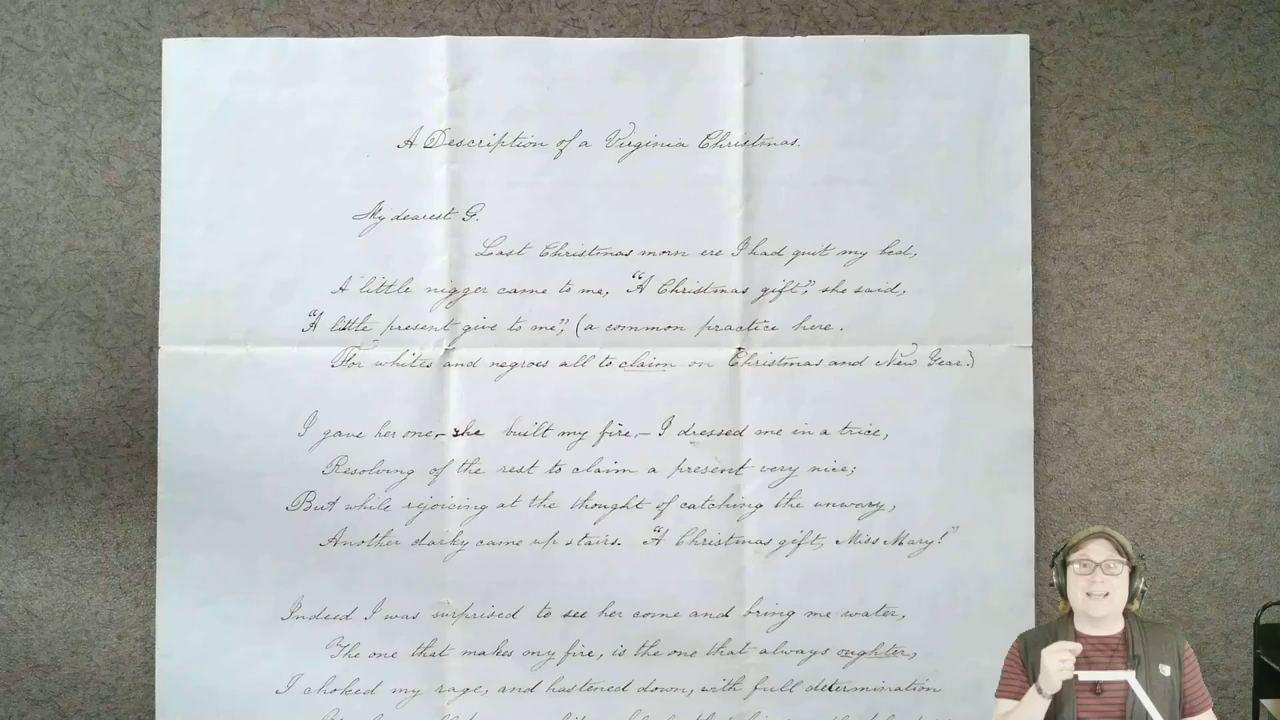 A Description of a Virginia Christmas.
My dearest G.
Last Christmas morn ere I had quit my bed,
A little nigger came to me, "A Christmas gift," she said,
"A little present give to me", (a common practice here.
For whites and negroes all to claim on Christmas and New Year.)
I gave her one,- she built my fire,- I dressed me in a trice,
Resolving of the rest to claim a present very nice;
But while rejoicing at the thought of catching the unwary,
Another darky came up stairs. "A Christmas gift, Miss Mary!"
Indeed I was surprised to see her come and bring me water,
The one that makes my fire, is the one that always oughter,
I choked my rage, and hastened down, with full determination